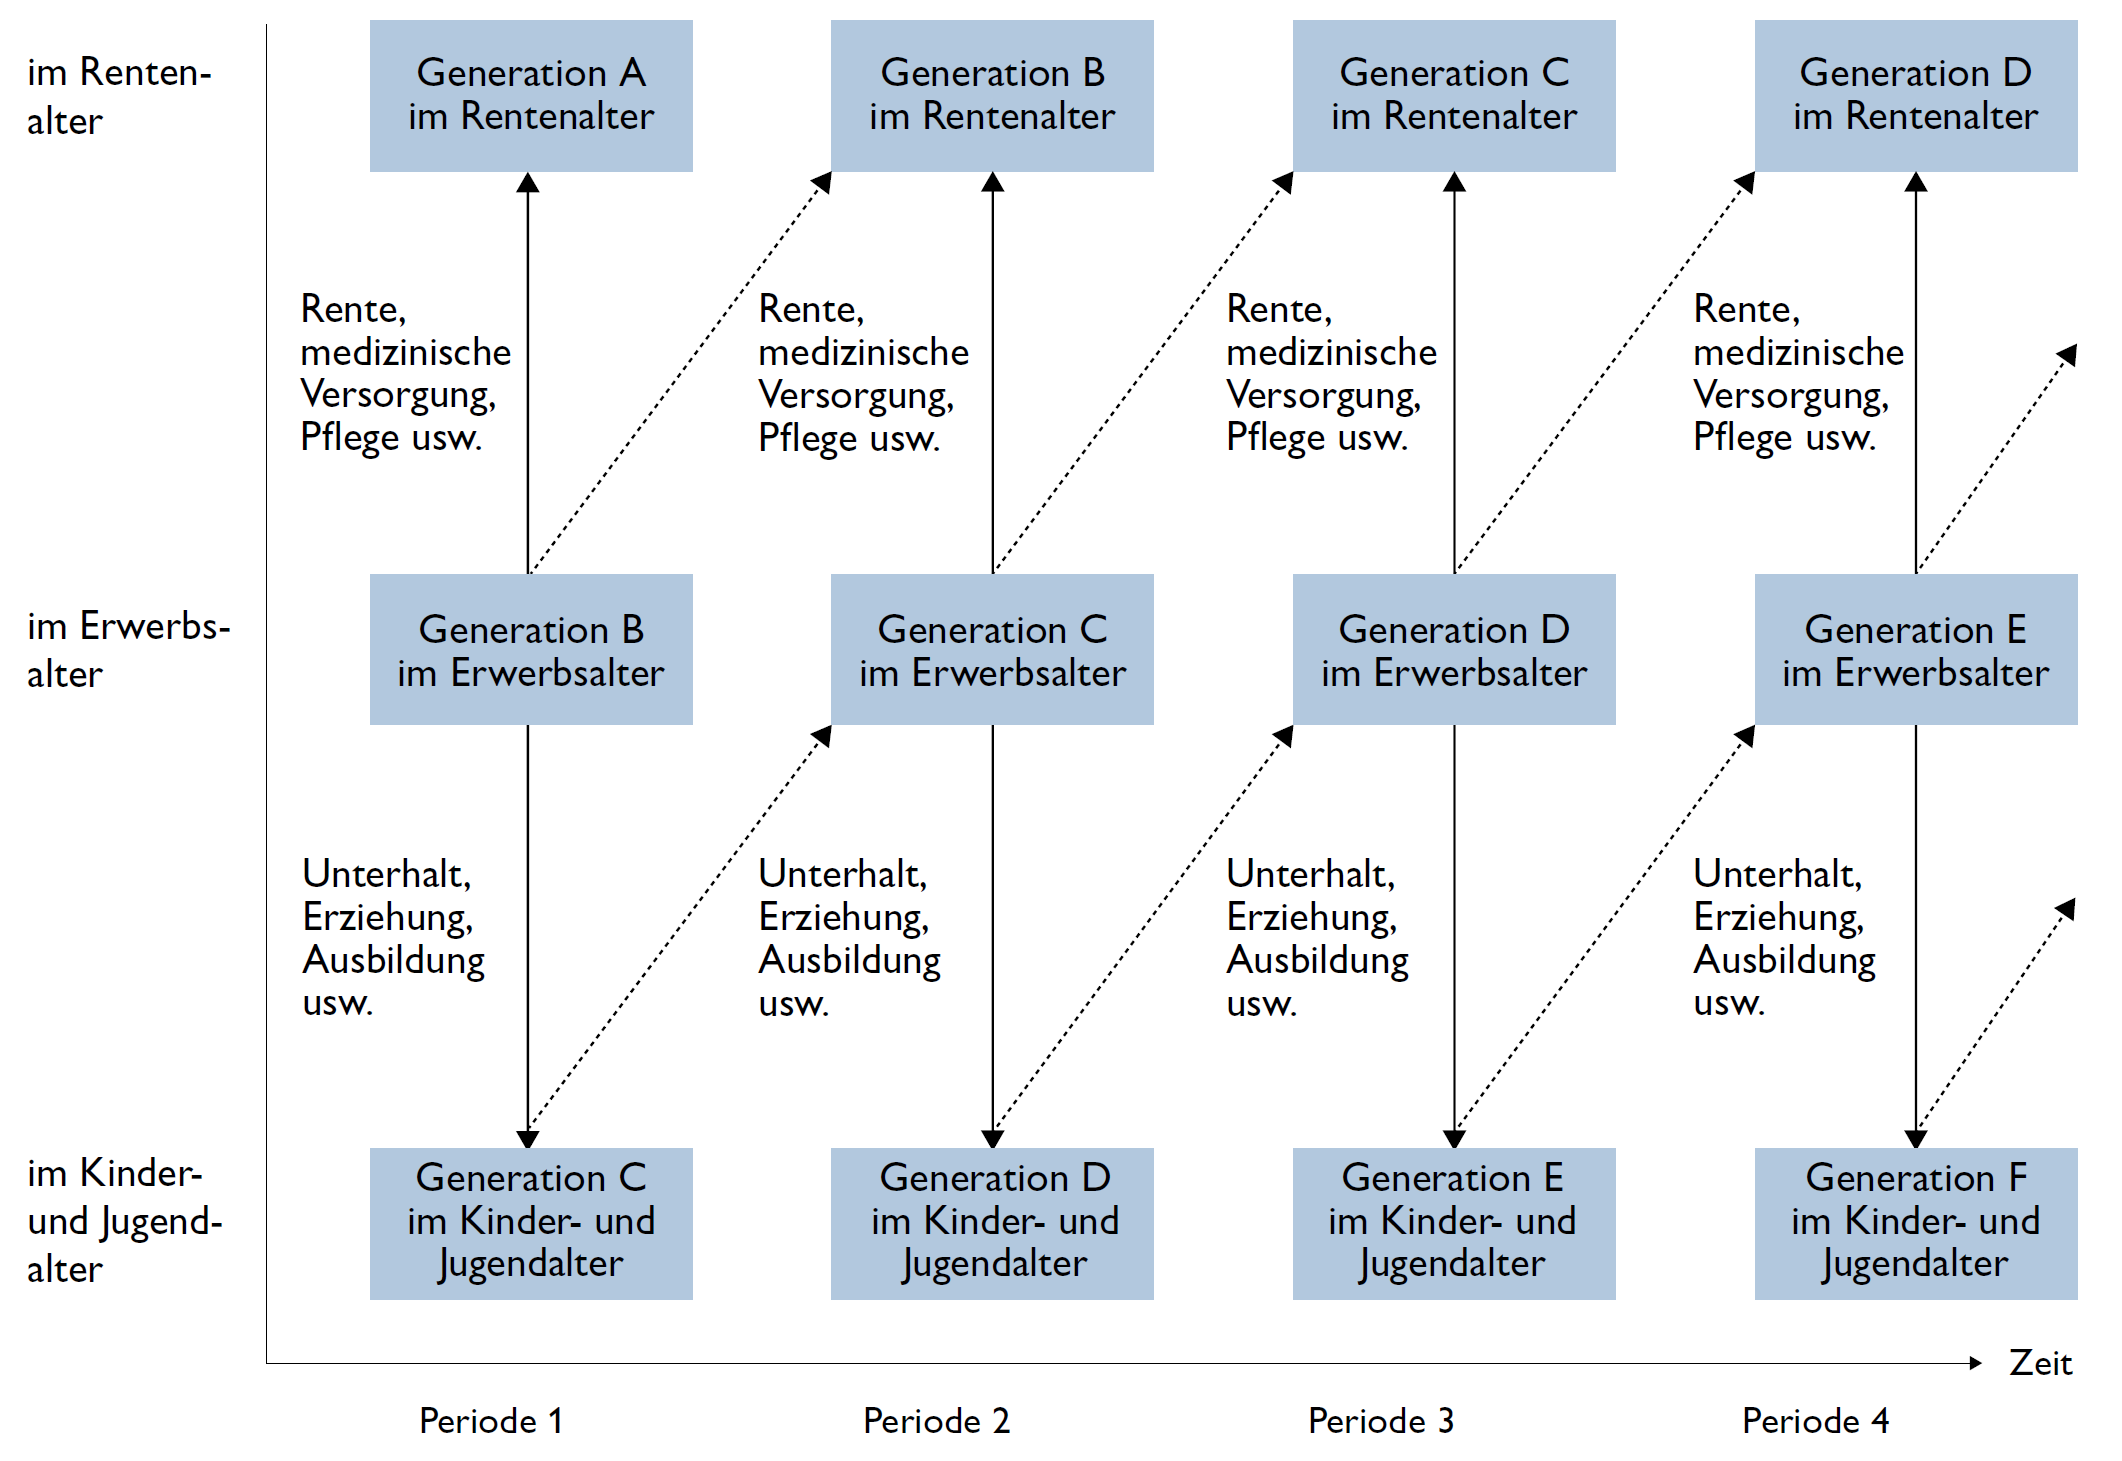 im Renten-
alter
Generation A
im Rentenalter
Generation B
im Rentenalter
Generation C
im Rentenalter
Generation D
im Rentenalter
Rente,
medizinische
Versorgung,
Pflege usw.
Rente,
medizinische
Versorgung,
Pflege usw.
Rente,
medizinische
Versorgung,
Pflege usw.
Rente,
medizinische
Versorgung,
Pflege usw.
im Erwerbs-
alter
Generation B
im Erwerbsalter
Generation C
im Erwerbsalter
Generation D
im Erwerbsalter
Generation E
im Erwerbsalter
Unterhalt,
Erziehung,
Ausbildung
usw.
Unterhalt,
Erziehung,
Ausbildung
usw.
Unterhalt,
Erziehung,
Ausbildung
usw.
Unterhalt,
Erziehung,
Ausbildung
usw.
im Kinder-
und Jugend-
alter
Generation C
im Kinder- und
Jugendalter
Generation D
im Kinder- und
Jugendalter
Generation E
im Kinder- und
Jugendalter
Generation F
im Kinder- und
Jugendalter
Zeit
Periode 1
Periode 2
Periode 3
Periode 4